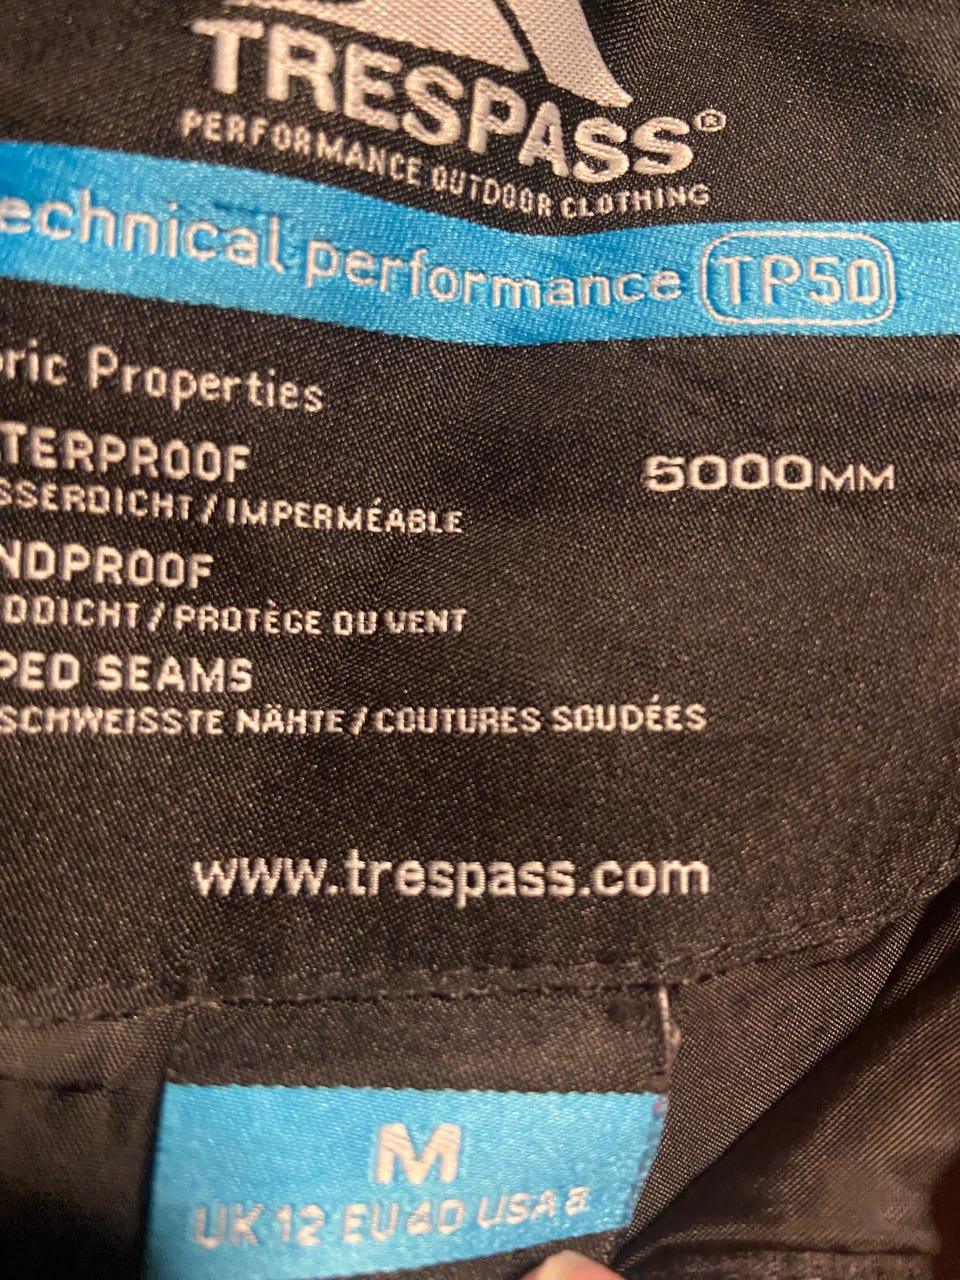 TRESPASS®
PERFORMANCE OUTDOOR CLOTHING
echnical performance TP50
ric Properties
TERPROOF 5000MM
SSERDICHT / IMPERMÉABLE
NDPROOF
DDICHT / PROTÈGE DU VENT
PED SEAMS
SCHWEISSTE NÄHTE / COUTURES SOUDÉES
www.trespass.com
M
UK 12 EU 40 USA 8